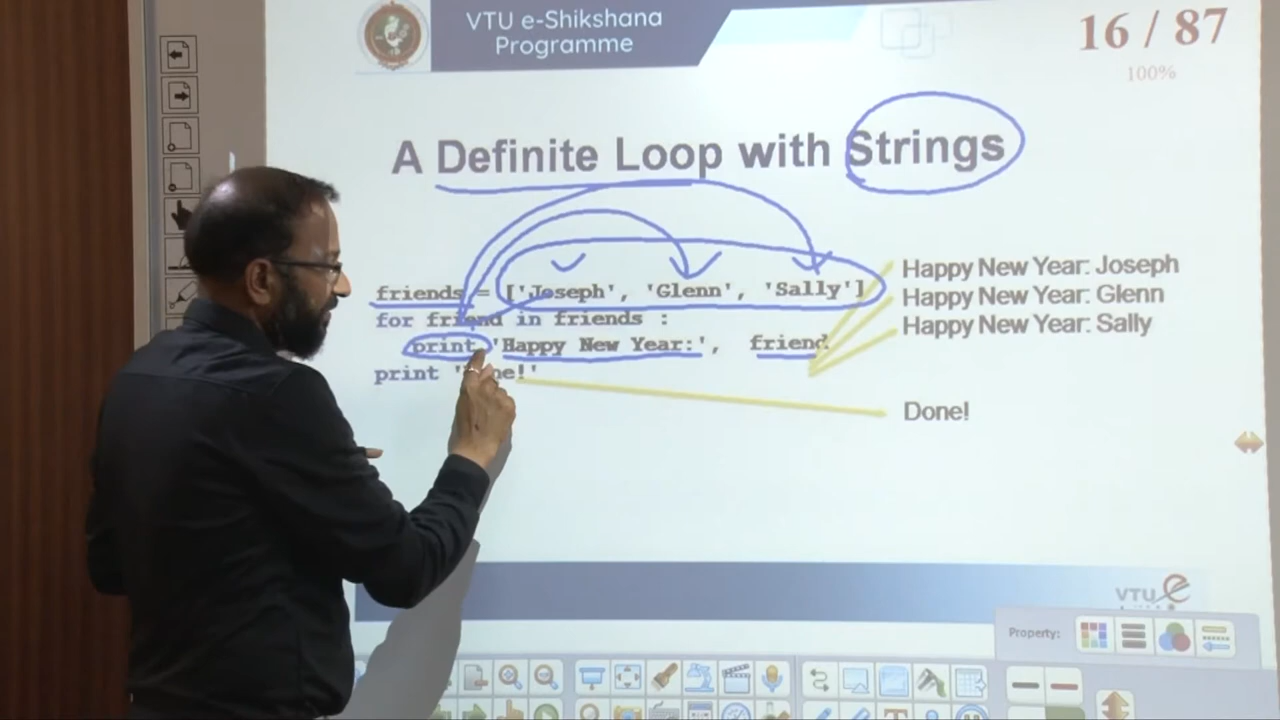 VTU e-Shikshana
Programme
16 / 87
100%
A Definite Loop with Strings
friends = ['Joseph', 'Glenn', 'Sally']
for friend in friends :
print 'Happy New Year:', friend
print 'Done!'
Happy New Year: Joseph
Happy New Year: Glenn
Happy New Year: Sally
Done!
VTU e
Property: